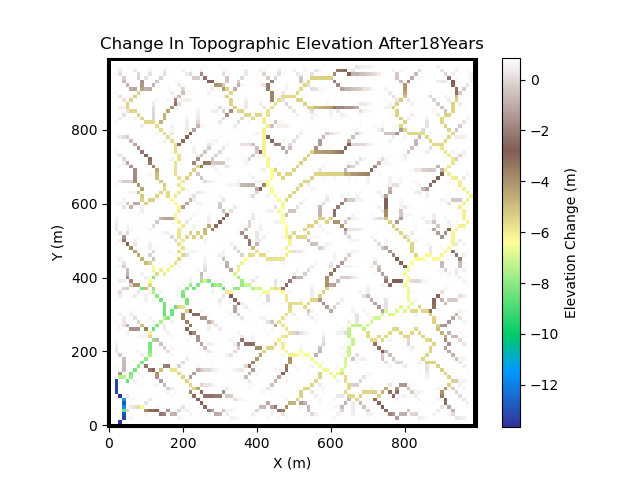 Change In Topographic Elevation After18Years
Y (m)
800
600
400
200
0
0 200 400 600 800
X (m)
0
−2
−4
−6
−8
−10
−12
Elevation Change (m)